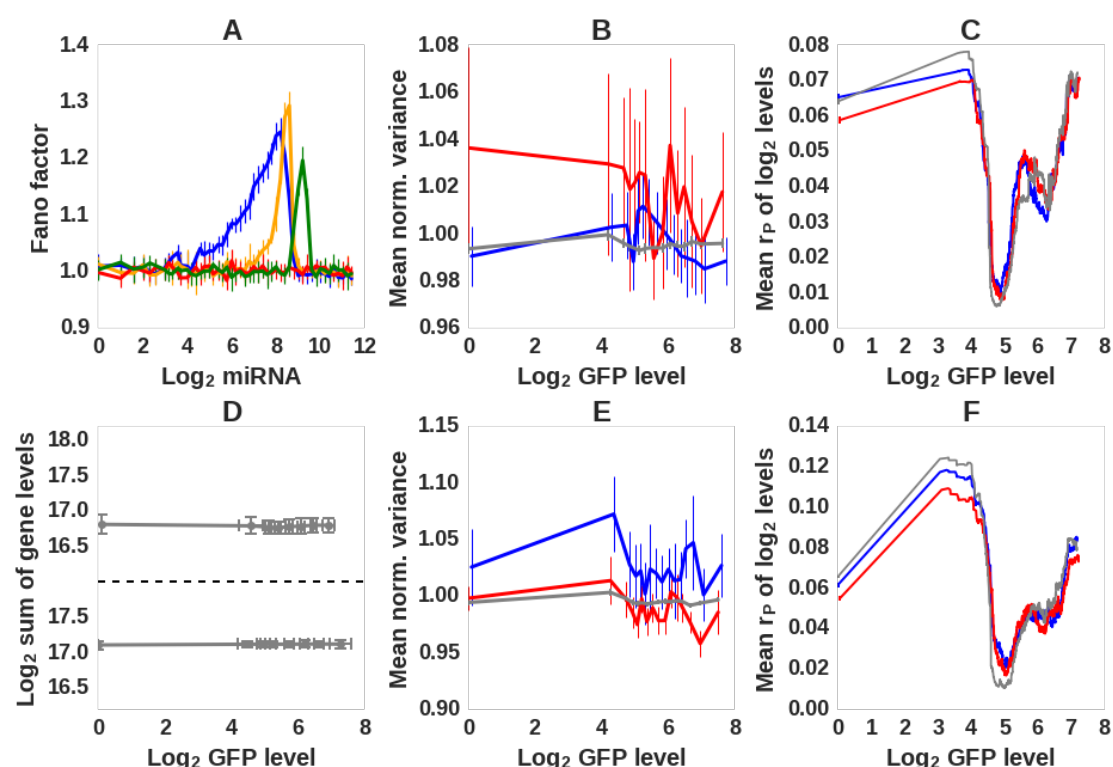 A
Fano factor
1.4
1.3
1.2
1.1
1.0
0.9
0 2 4 6 8 10 12
Log₂ miRNA
B
Mean norm. variance
1.08
1.06
1.04
1.02
1.00
0.98
0.96
0 2 4 6 8
Log₂ GFP level
C
Mean rₚ of log₂ levels
0.08
0.07
0.06
0.05
0.04
0.03
0.02
0.01
0.00
0 1 2 3 4 5 6 7 8
Log₂ GFP level
D
Log₂ sum of gene levels
18.0
17.5
17.0
16.5
17.5
17.0
16.5
0 2 4 6 8
Log₂ GFP level
E
Mean norm. variance
1.15
1.10
1.05
1.00
0.95
0.90
0 2 4 6 8
Log₂ GFP level
F
Mean rₚ of log₂ levels
0.14
0.12
0.10
0.08
0.06
0.04
0.02
0.00
0 1 2 3 4 5 6 7 8
Log₂ GFP level